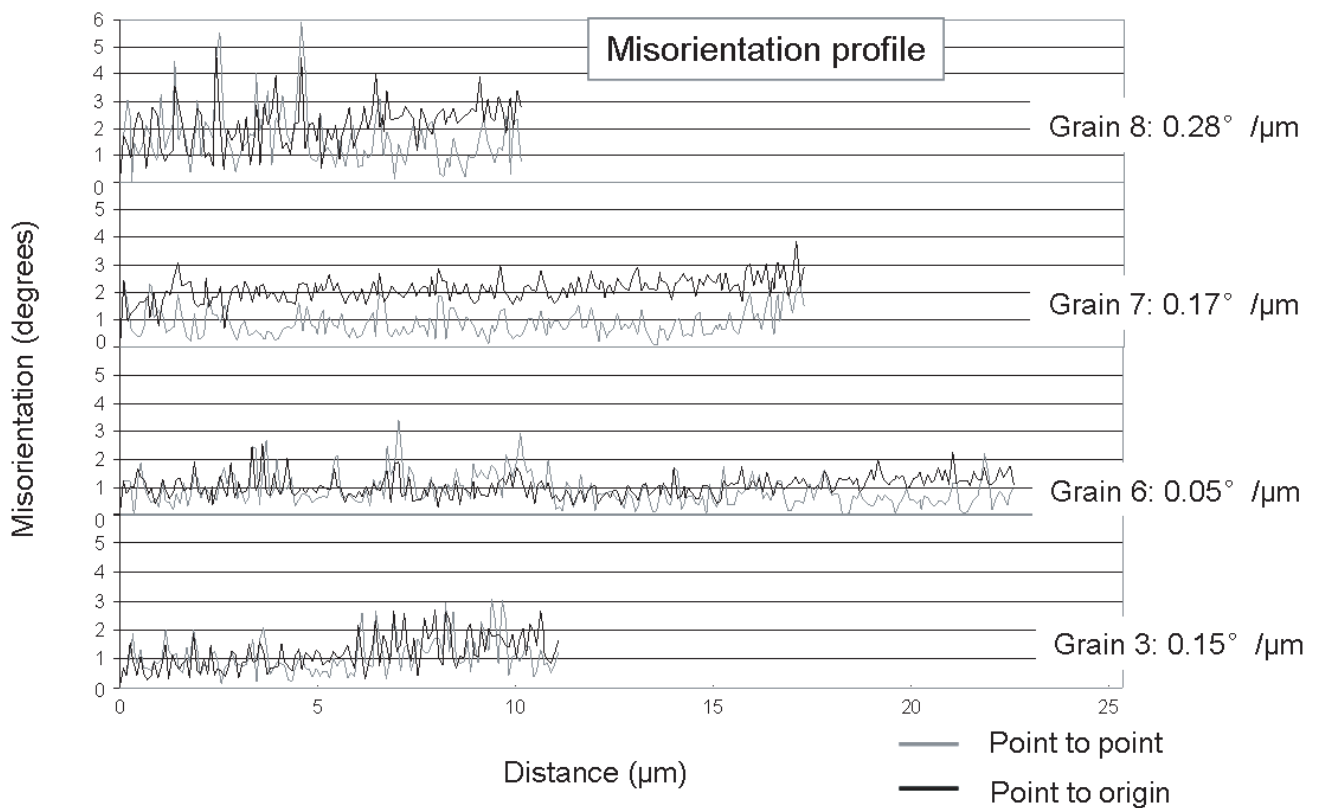 Misorientation profile
6
5
4
3
2
1
0
Grain 8: 0.28° /µm
5
4
3
2
1
0
Grain 7: 0.17° /µm
5
4
3
2
1
0
Grain 6: 0.05° /µm
5
4
3
2
1
0
Grain 3: 0.15° /µm
Misorientation (degrees)
0 5 10 15 20 25
Distance (µm)
Point to point
Point to origin